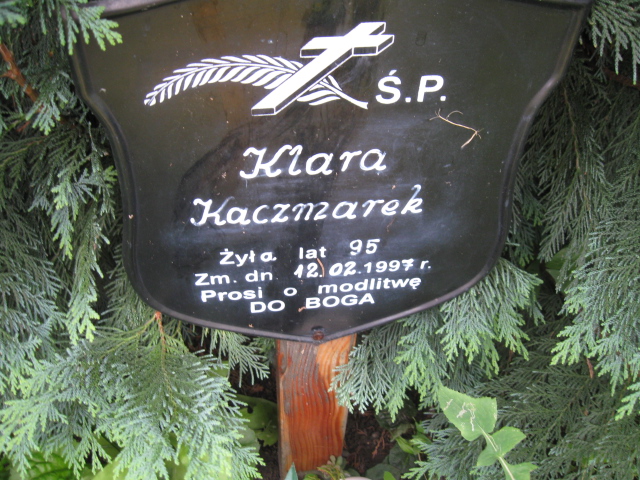 Ś.P.
Klara
Kaczmarek
Żyła lat 95
Zm. dn. 12.02.1997 r.
Prosi o modlitwę
DO BOGA